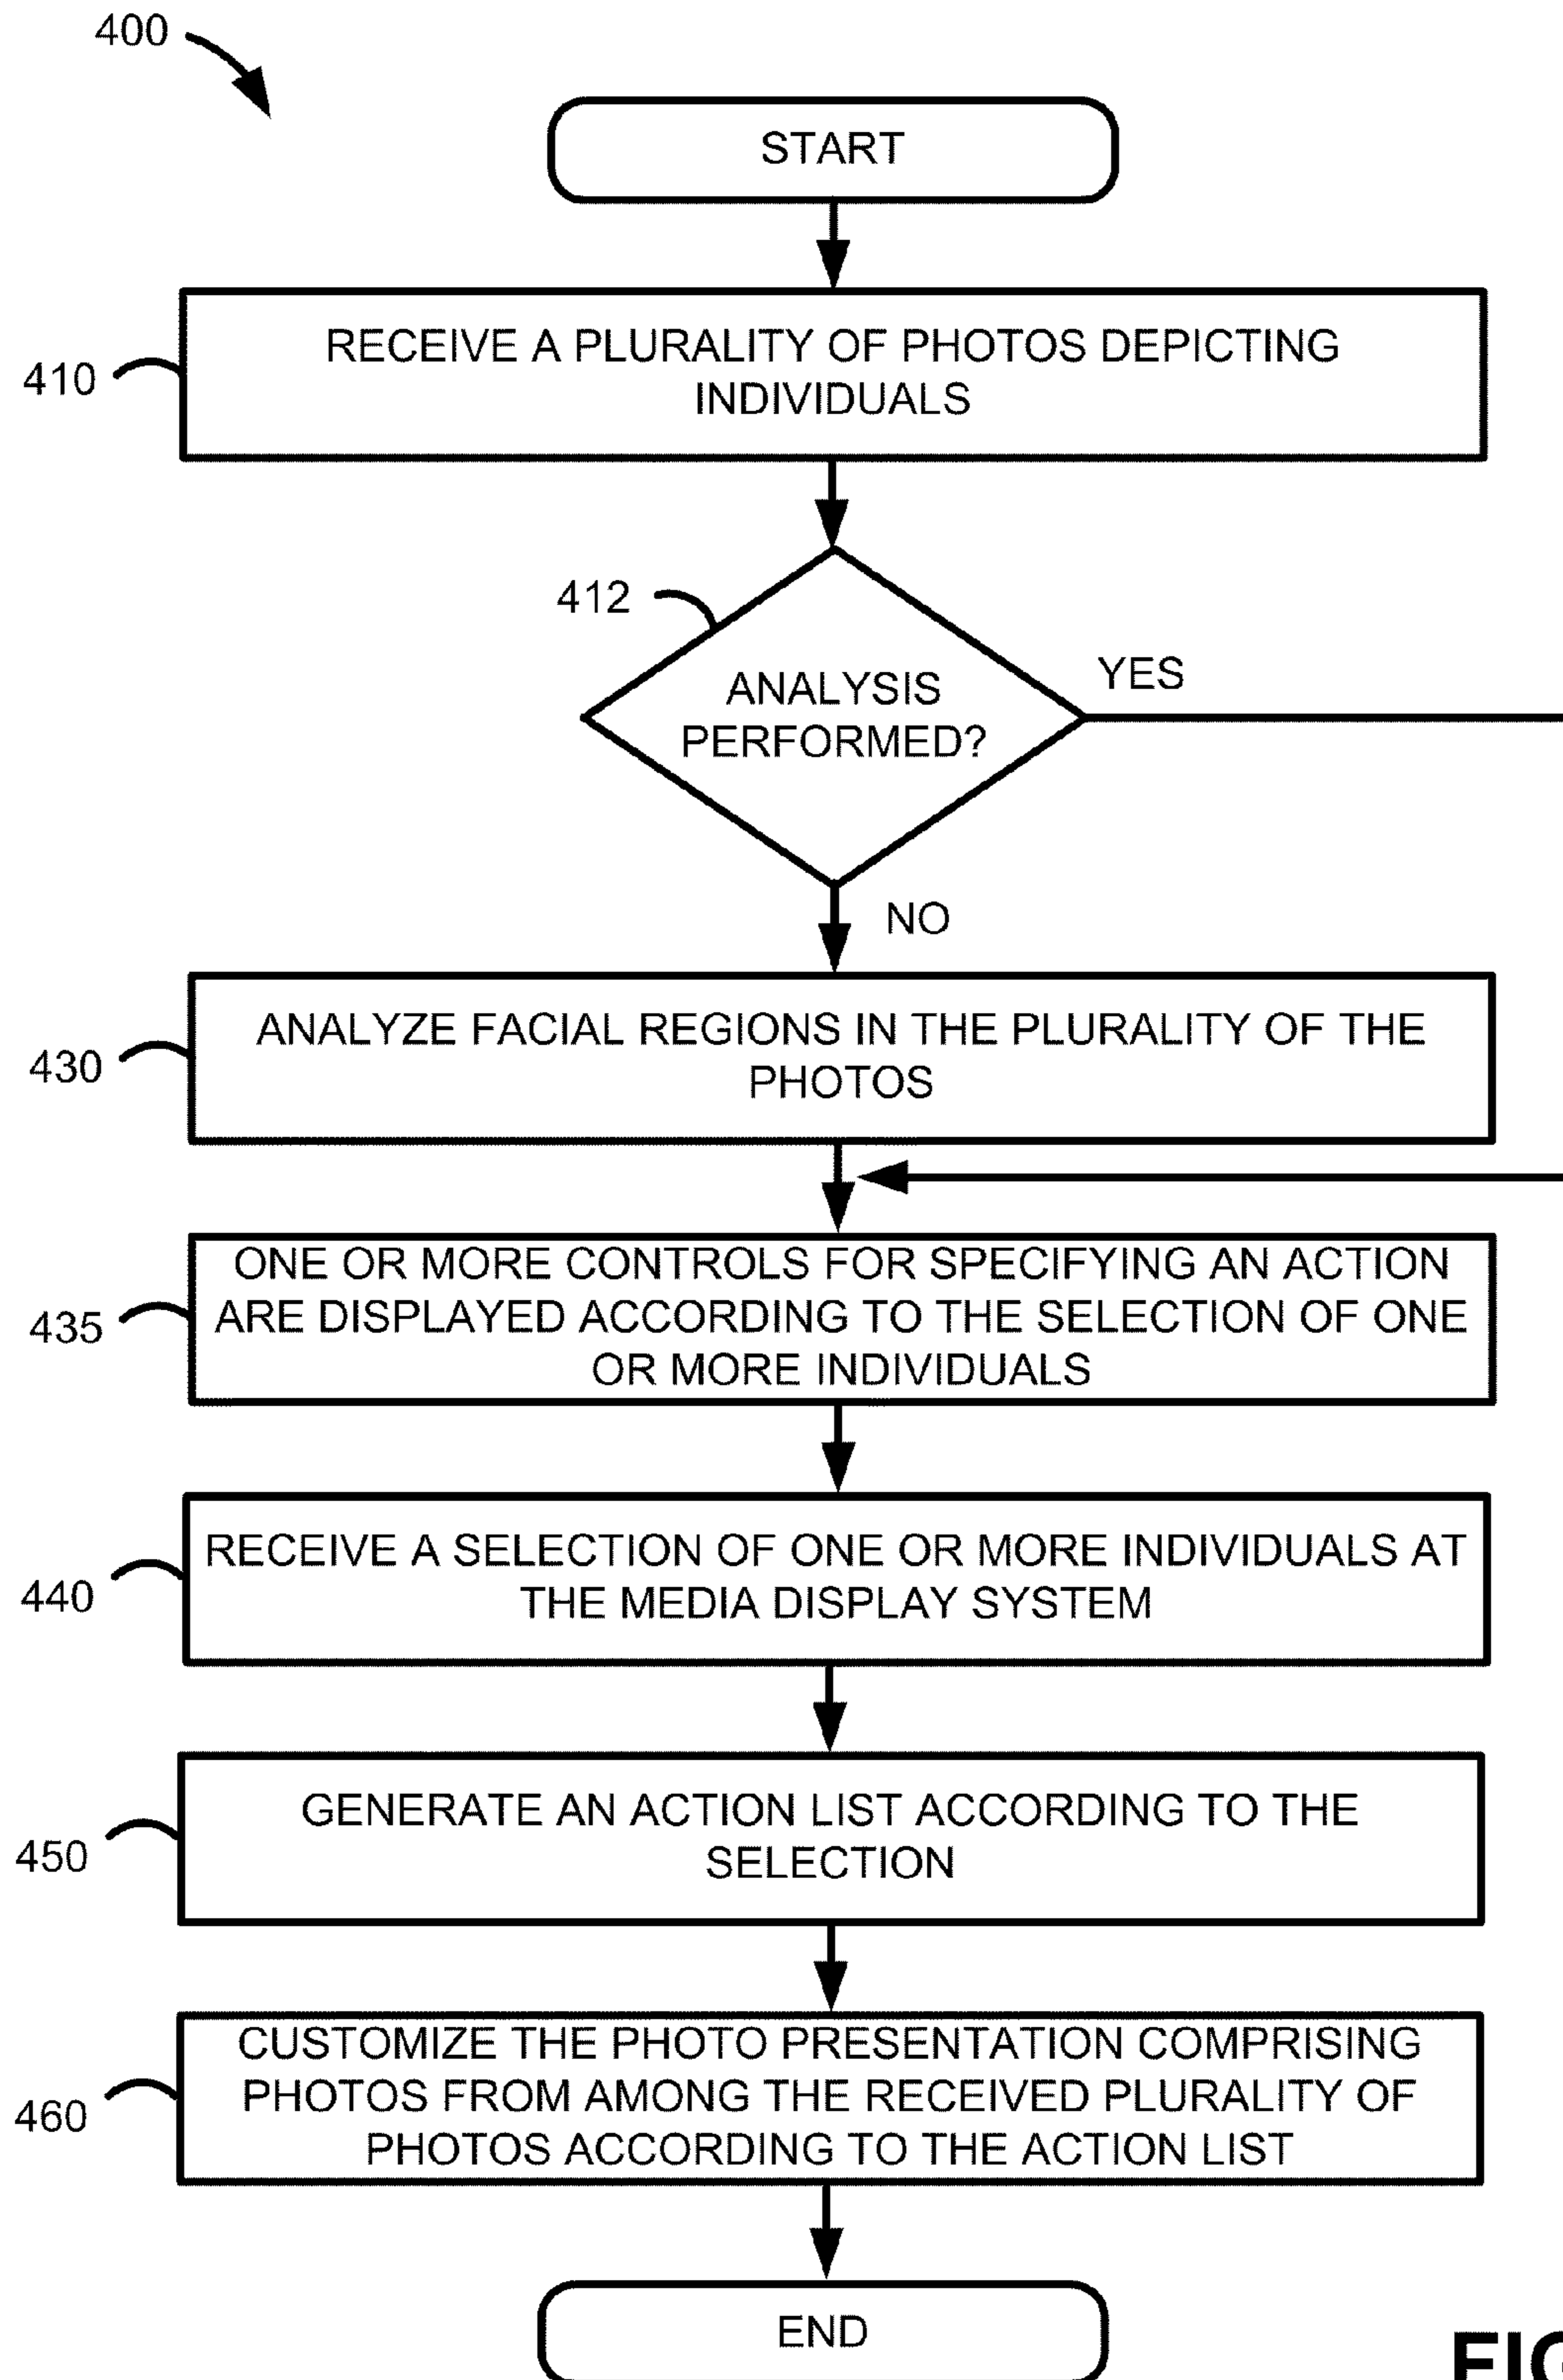 400
START
410
RECEIVE A PLURALITY OF PHOTOS DEPICTING
INDIVIDUALS
412
ANALYSIS
PERFORMED?
YES
NO
430
ANALYZE FACIAL REGIONS IN THE PLURALITY OF THE
PHOTOS
435
ONE OR MORE CONTROLS FOR SPECIFYING AN ACTION
ARE DISPLAYED ACCORDING TO THE SELECTION OF ONE
OR MORE INDIVIDUALS
440
RECEIVE A SELECTION OF ONE OR MORE INDIVIDUALS AT
THE MEDIA DISPLAY SYSTEM
450
GENERATE AN ACTION LIST ACCORDING TO THE
SELECTION
460
CUSTOMIZE THE PHOTO PRESENTATION COMPRISING
PHOTOS FROM AMONG THE RECEIVED PLURALITY OF
PHOTOS ACCORDING TO THE ACTION LIST
END
FIG